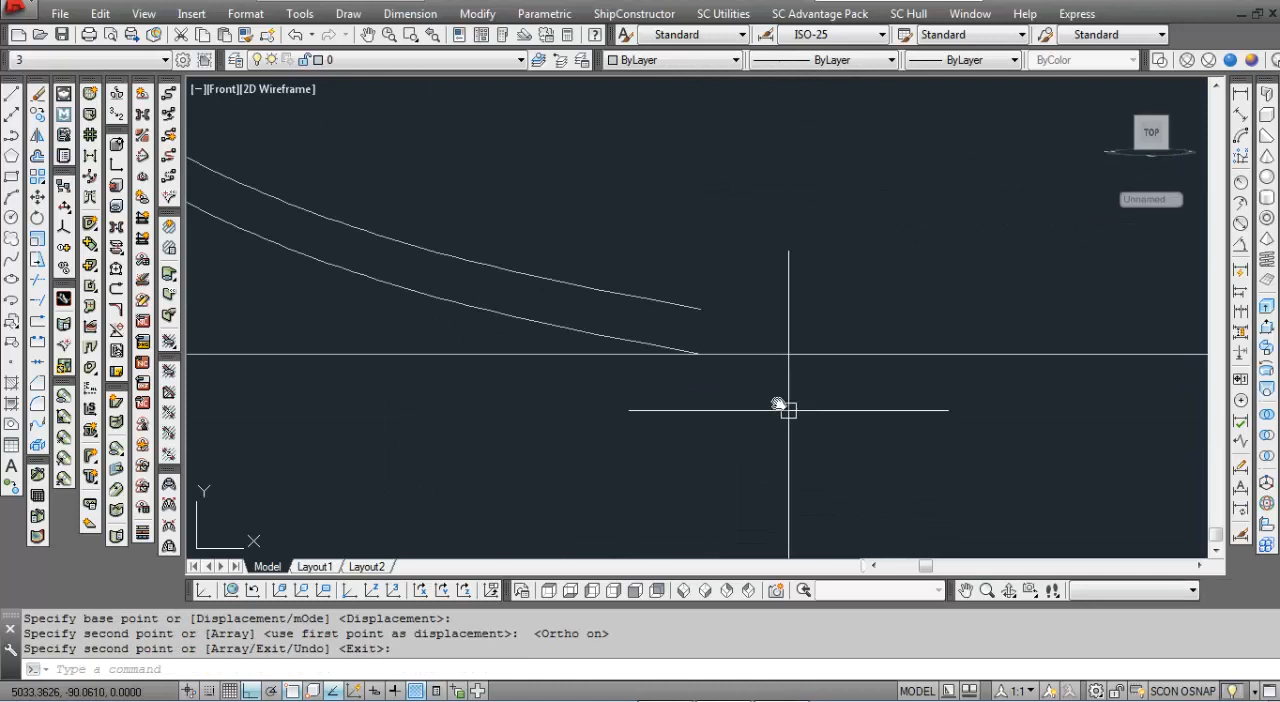 File Edit View Insert Format Tools Draw Dimension Modify Parametric ShipConstructor SC Utilities SC Advantage Pack SC Hull Window Help Express
Standard ISO-25 Standard Standard
3 0 ByLayer ByLayer ByLayer ByColor
[−][Front][2D Wireframe]
TOP
Unnamed
Y
X
Model Layout1 Layout2
Specify base point or [Displacement/mOde] <Displacement>:
Specify second point or [Array] <use first point as displacement>: <Ortho on>
Specify second point or [Array/Exit/Undo] <Exit>:
Type a command
5033.3626, -90.0610, 0.0000 MODEL 1:1 SCON OSNAP